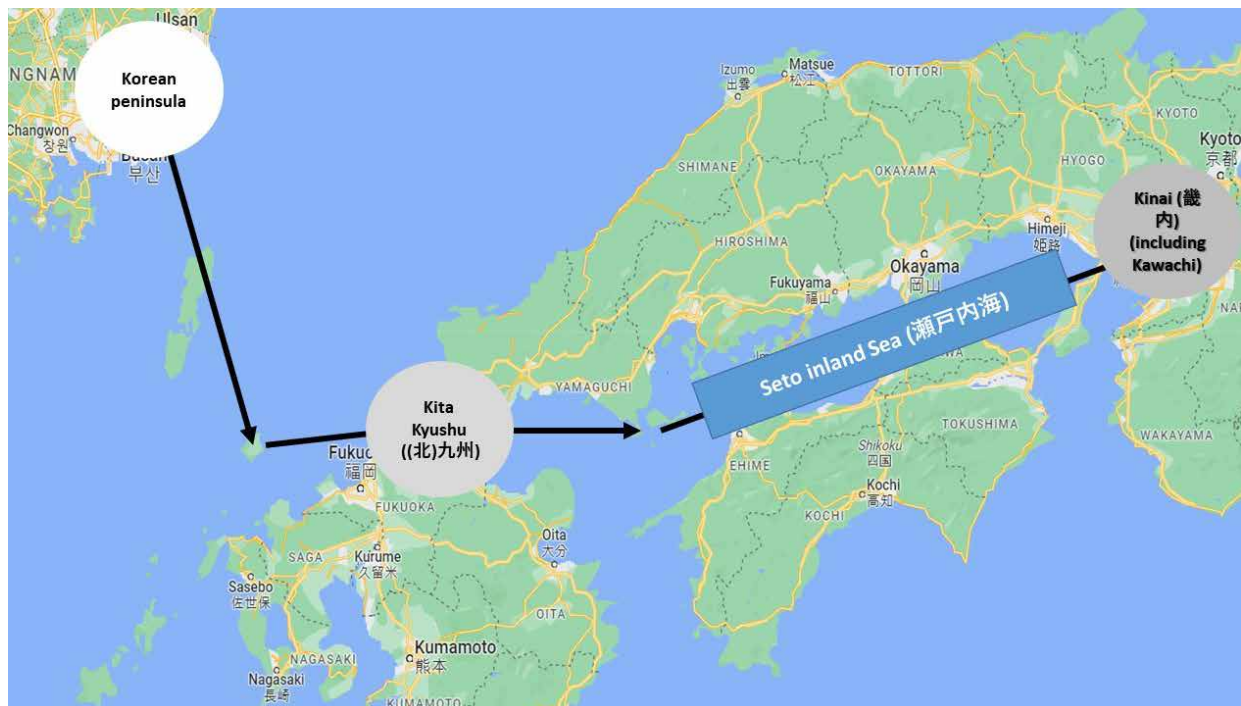 Ulsan
Korean
peninsula
NGNAM
Changwon
창원
Busan
부산
Izumo
出雲
Matsue
松江
TOTTORI
KYOTO
Kyoto
京都
SHIMANE
OKAYAMA
HYOGO
Kinai (畿
内)
(including
Kawachi)
Himeji
姫路
HIROSHIMA
Okayama
岡山
Fukuyama
福山
Seto inland Sea (瀬戸内海)
YAMAGUCHI
Kita
Kyushu
((北)九州)
福岡
FUKUOKA
TOKUSHIMA
WAKAYAMA
EHIME
Shikoku
四国
Kochi
高知
KOCHI
Oita
大分
SAGA
Kurume
久留米
Sasebo
佐世保
OITA
Kumamoto
熊本
NAGASAKI
Nagasaki
長崎
KUMAMOTO